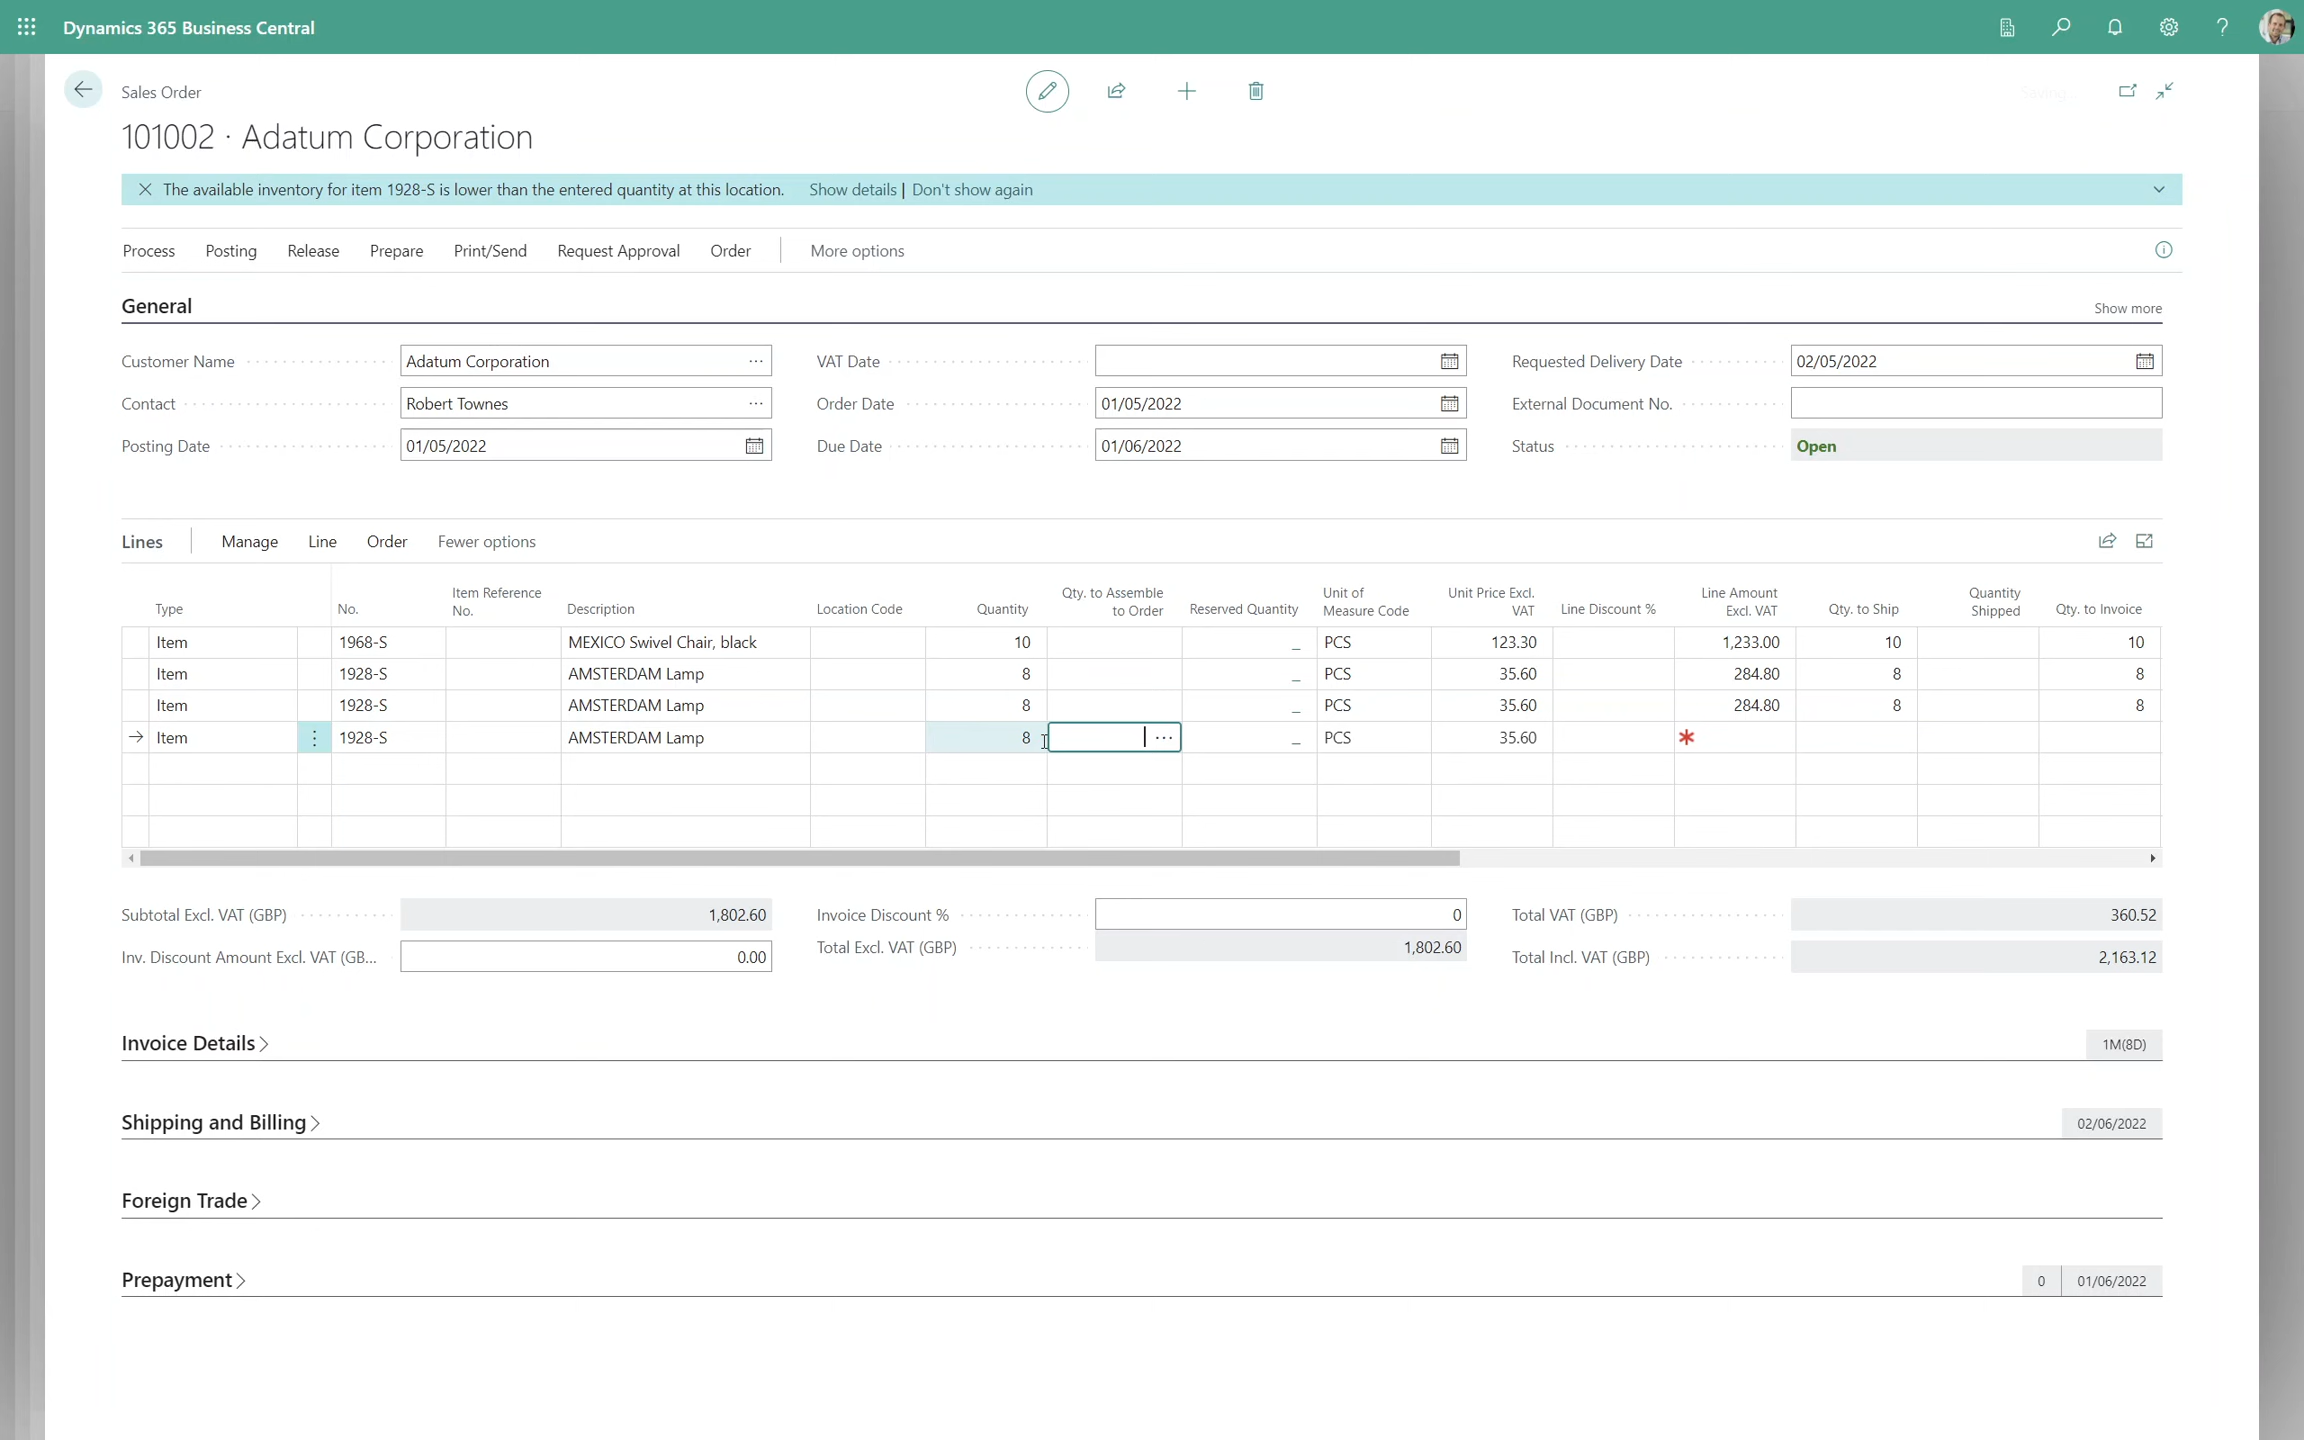 Dynamics 365 Business Central
?
Sales Order
101002 · Adatum Corporation
The available inventory for item 1928-S is lower than the entered quantity at this location. Show details | Don't show again
Process Posting Release Prepare Print/Send Request Approval Order More options
General Show more
Customer Name Adatum Corporation ... VAT Date Requested Delivery Date 02/05/2022
Contact Robert Townes ... Order Date 01/05/2022 External Document No.
Posting Date 01/05/2022 Due Date 01/06/2022 Status Open
Lines Manage Line Order Fewer options
Type No. Item Reference No. Description Location Code Quantity Qty. to Assemble to Order Reserved Quantity Unit of Measure Code Unit Price Excl. VAT Line Discount % Line Amount Excl. VAT Qty. to Ship Quantity Shipped Qty. to Invoice
Item 1968-S MEXICO Swivel Chair, black 10 _ PCS 123.30 1,233.00 10 10
Item 1928-S AMSTERDAM Lamp 8 _ PCS 35.60 284.80 8 8
Item 1928-S AMSTERDAM Lamp 8 _ PCS 35.60 284.80 8 8
Item 1928-S AMSTERDAM Lamp 8 ... _ PCS 35.60 *
Subtotal Excl. VAT (GBP) 1,802.60 Invoice Discount % 0 Total VAT (GBP) 360.52
Inv. Discount Amount Excl. VAT (GB... 0.00 Total Excl. VAT (GBP) 1,802.60 Total Incl. VAT (GBP) 2,163.12
Invoice Details 1M(8D)
Shipping and Billing 02/06/2022
Foreign Trade
Prepayment 0 01/06/2022